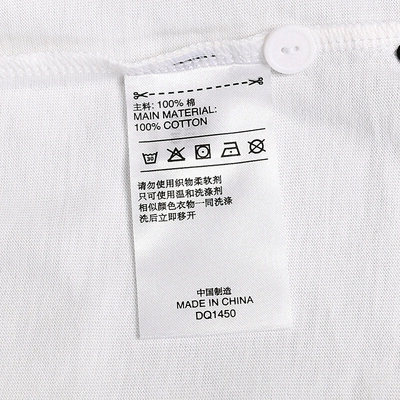 主料: 100% 棉
MAIN MATERIAL:
100% COTTON
30
请勿使用织物柔软剂
只可使用温和洗涤剂
相似颜色衣物一同洗涤
洗后立即移开
中国制造
MADE IN CHINA
DQ1450